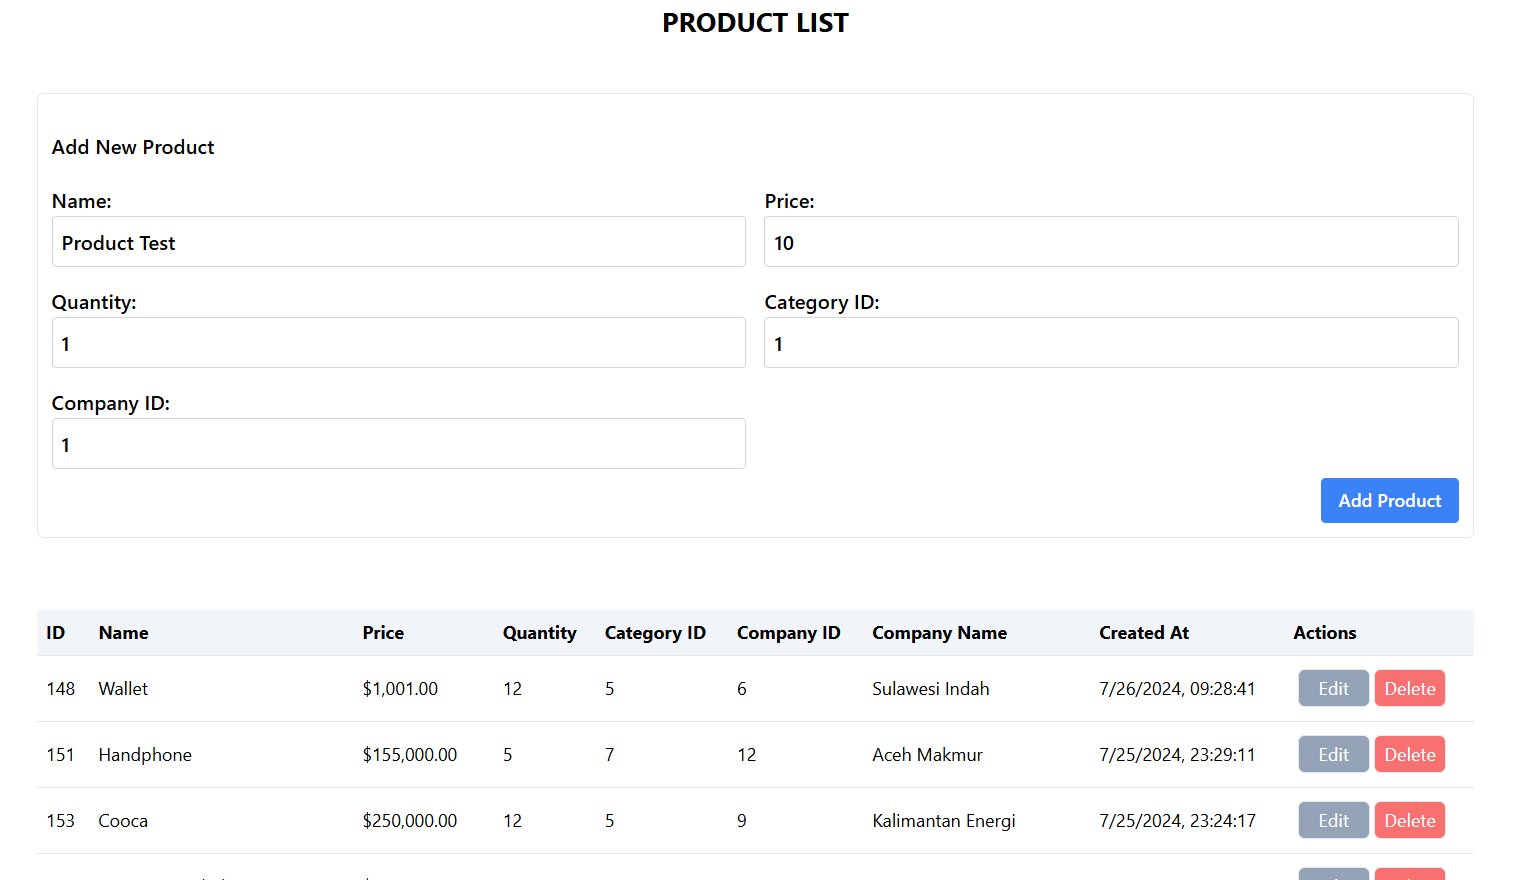 PRODUCT LIST
Add New Product
Name: Price:
Product Test 10
Quantity: Category ID:
1 1
Company ID:
1
Add Product
ID Name Price Quantity Category ID Company ID Company Name Created At Actions
148 Wallet $1,001.00 12 5 6 Sulawesi Indah 7/26/2024, 09:28:41 Edit Delete
151 Handphone $155,000.00 5 7 12 Aceh Makmur 7/25/2024, 23:29:11 Edit Delete
153 Cooca $250,000.00 12 5 9 Kalimantan Energi 7/25/2024, 23:24:17 Edit Delete